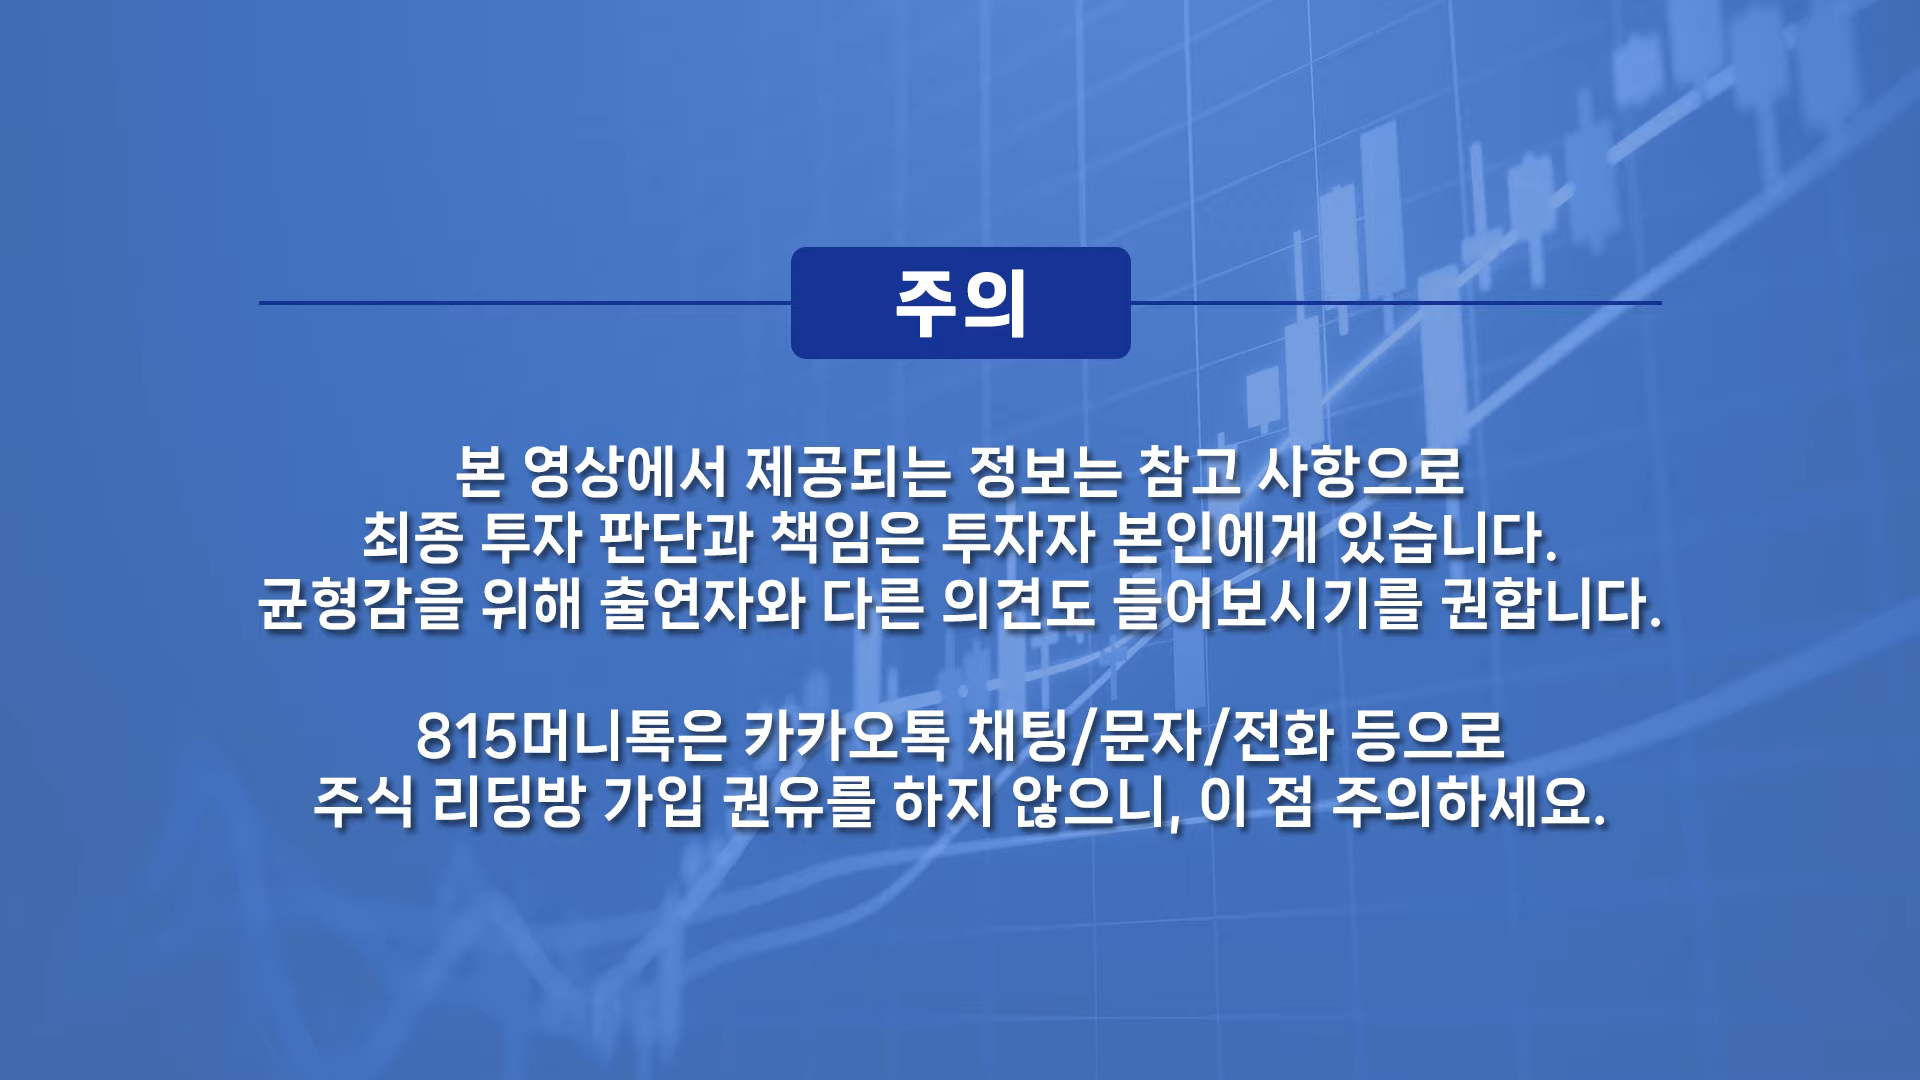 주의
본 영상에서 제공되는 정보는 참고 사항으로
최종 투자 판단과 책임은 투자자 본인에게 있습니다.
균형감을 위해 출연자와 다른 의견도 들어보시기를 권합니다.
815머니톡은 카카오톡 채팅/문자/전화 등으로
주식 리딩방 가입 권유를 하지 않으니, 이 점 주의하세요.